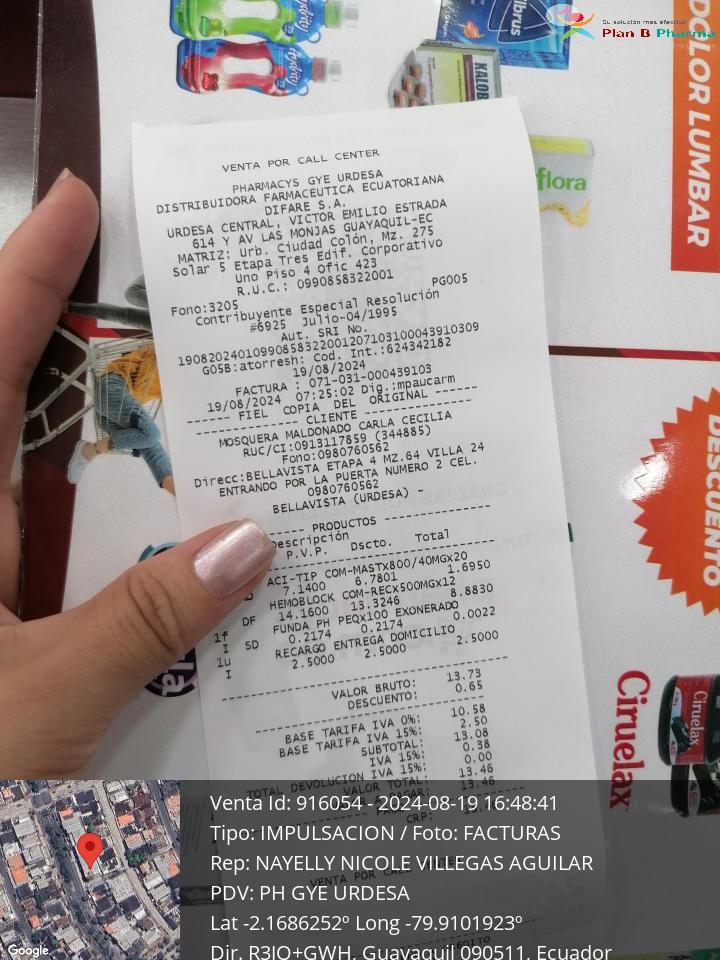 Su solución más efectiva
Plan B Pharma
DOLOR LUMBAR
KALOB
flora
DESCUENTO
Ciruelax
Ciruelax
VENTA POR CALL CENTER
PHARMACYS GYE URDESA
DISTRIBUIDORA FARMACEUTICA ECUATORIANA
DIFARE S.A.
URDESA CENTRAL, VICTOR EMILIO ESTRADA
614 Y AV LAS MONJAS GUAYAQUIL-EC
MATRIZ: Urb. Ciudad Colón, Mz. 275
Solar 5 Etapa Tres Edif. Corporativo
Uno Piso 4 Ofic 423
R.U.C.: 0990858322001
Fono:3205 PG005
Contribuyente Especial Resolución
#6925 Julio-04/1995
Aut. SRI No.
1908202401099085832200120710310004391030​9
G05B:atorresh: Cod. Int.:624342182
19/08/2024
FACTURA : 071-031-000439103
19/08/2024 07:25:02 Dig.:mpaucarm
------ FIEL COPIA DEL ORIGINAL ------
CLIENTE
MOSQUERA MALDONADO CARLA CECILIA
RUC/CI:0913117859 (344885)
Fono:0980760562
Direcc:BELLAVISTA ETAPA 4 MZ.64 VILLA 24
ENTRANDO POR LA PUERTA NUMERO 2 CEL.
0980760562
BELLAVISTA (URDESA)
PRODUCTOS
Descripción
P.V.P. Dscto. Total
ACI-TIP COM-MASTx800/40MGx20
7.1400 6.7801 1.6950
HEMOBLOCK COM-RECx500MGx12
DF 14.1600 13.3246 8.8830
1f FUNDA PH PEQx100 EXONERADO
I SD 0.2174 0.2174 0.0022
1u RECARGO ENTREGA DOMICILIO
I 2.5000 2.5000 2.5000
VALOR BRUTO: 13.73
DESCUENTO: 0.65
BASE TARIFA IVA 0%: 10.58
BASE TARIFA IVA 15%: 2.50
SUBTOTAL: 13.08
IVA 15%: 0.38
TOTAL DEVOLUCION IVA 15%: 0.00
VALOR TOTAL: 13.46
PAGAR: 13.46
CRP:
Venta Id: 916054 - 2024-08-19 16:48:41
Tipo: IMPULSACION / Foto: FACTURAS
Rep: NAYELLY NICOLE VILLEGAS AGUILAR
PDV: PH GYE URDESA
Lat -2.1686252º Long -79.9101923º
Dir. R3JQ+GWH, Guayaquil 090511, Ecuador
Google